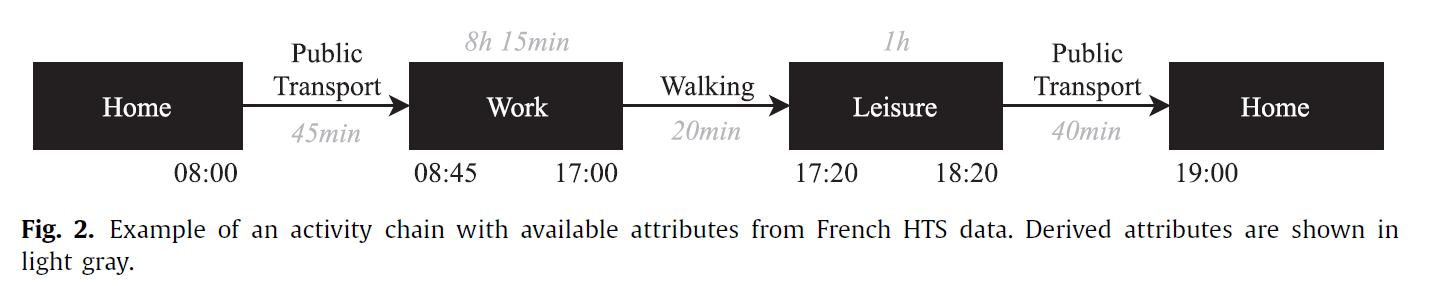 8h 15min
1h
Public
Transport
Public
Transport
Walking
Home
Work
Leisure
Home
45min
20min
40min
08:00
08:45
17:00
17:20
18:20
19:00
Fig. 2. Example of an activity chain with available attributes from French HTS data. Derived attributes are shown in
light gray.